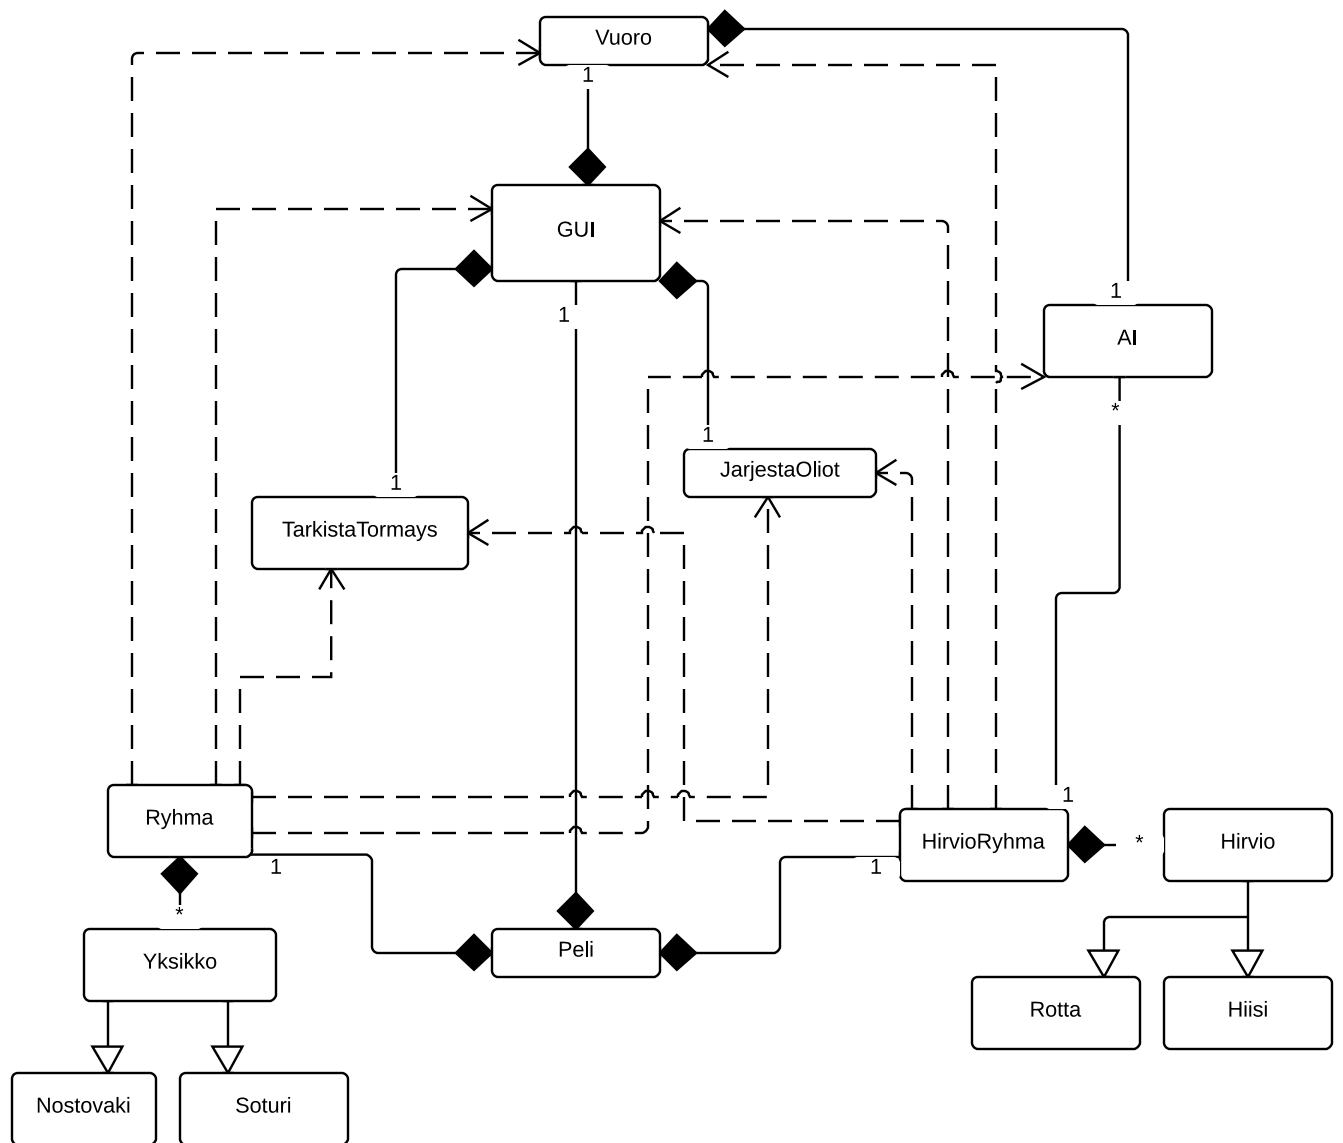 Vuoro
1
GUI
1
1
AI
*
1
JarjestaOliot
1
TarkistaTormays
1
Ryhma
HirvioRyhma
*
Hirvio
1
1
*
Peli
Yksikko
Rotta
Hiisi
Nostovaki
Soturi